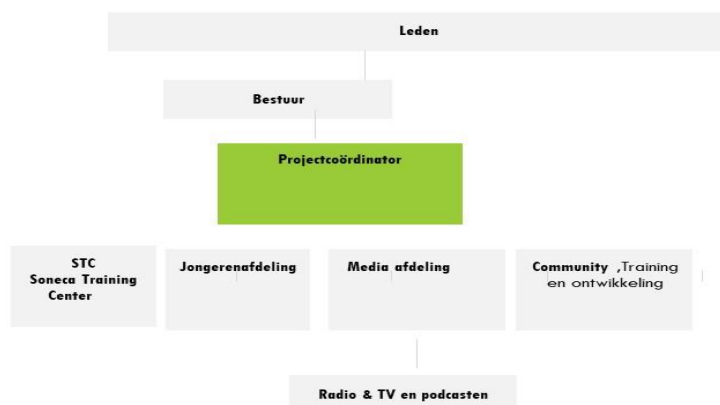 Leden
Bestuur
Projectcoördinator
STC
Soneca Training
Center
Jongerenafdeling
Media afdeling
Community ,Training
en ontwikkeling
Radio & TV en podcasten